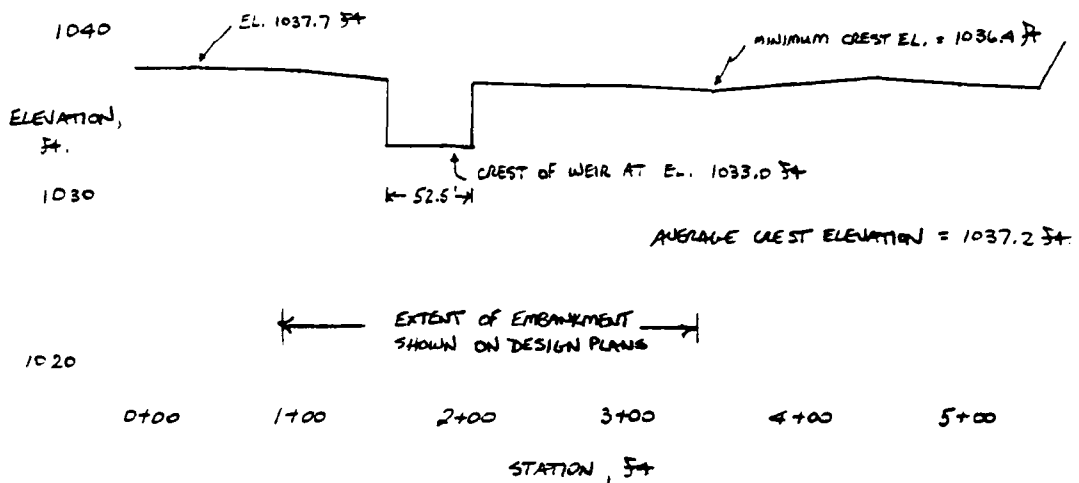 1040
EL. 1037.7 ft
MINIMUM CREST EL. = 1036.4 ft
ELEVATION,
ft.
CREST OF WEIR AT EL. 1033.0 ft
1030
52.5'
AVERAGE CREST ELEVATION = 1037.2 ft.
EXTENT OF EMBANKMENT
SHOWN ON DESIGN PLANS
1020
0+00 1+00 2+00 3+00 4+00 5+00
STATION, ft